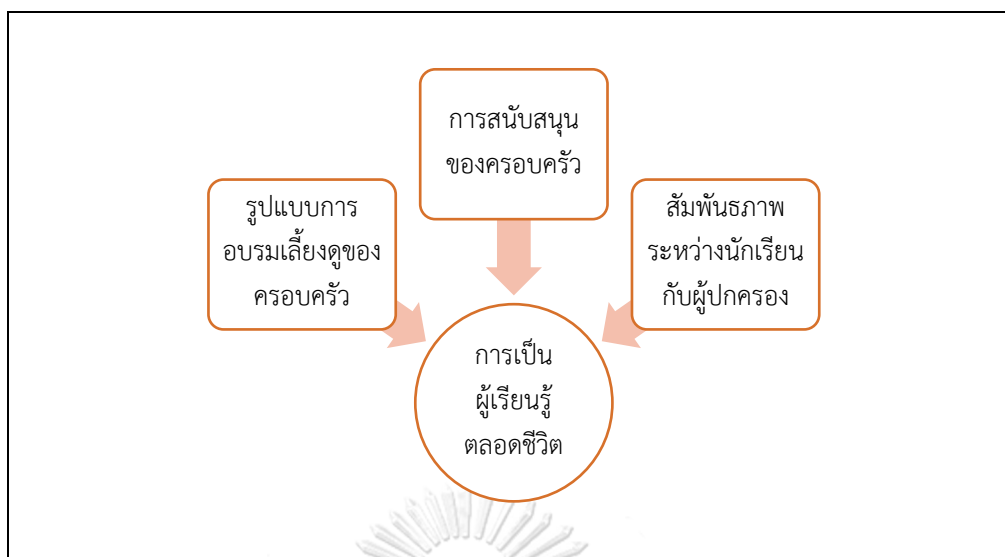 การสนับสนุน
ของครอบครัว
รูปแบบการ
อบรมเลี้ยงดูของ
ครอบครัว
สัมพันธภาพ
ระหว่างนักเรียน
กับผู้ปกครอง
การเป็น
ผู้เรียนรู้
ตลอดชีวิต